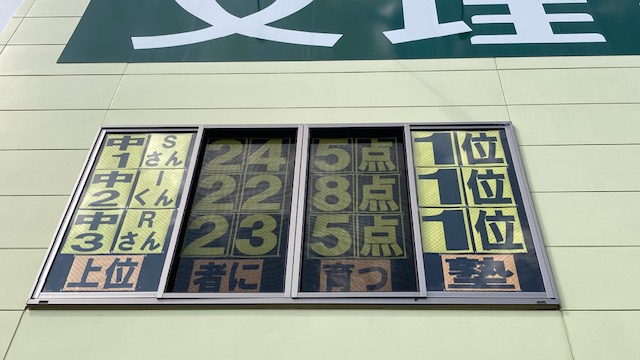 文理
中1 Sさん 245点 1位
中2 Iくん 228点 1位
中3 Rさん 235点 1位
上位者に育つ塾